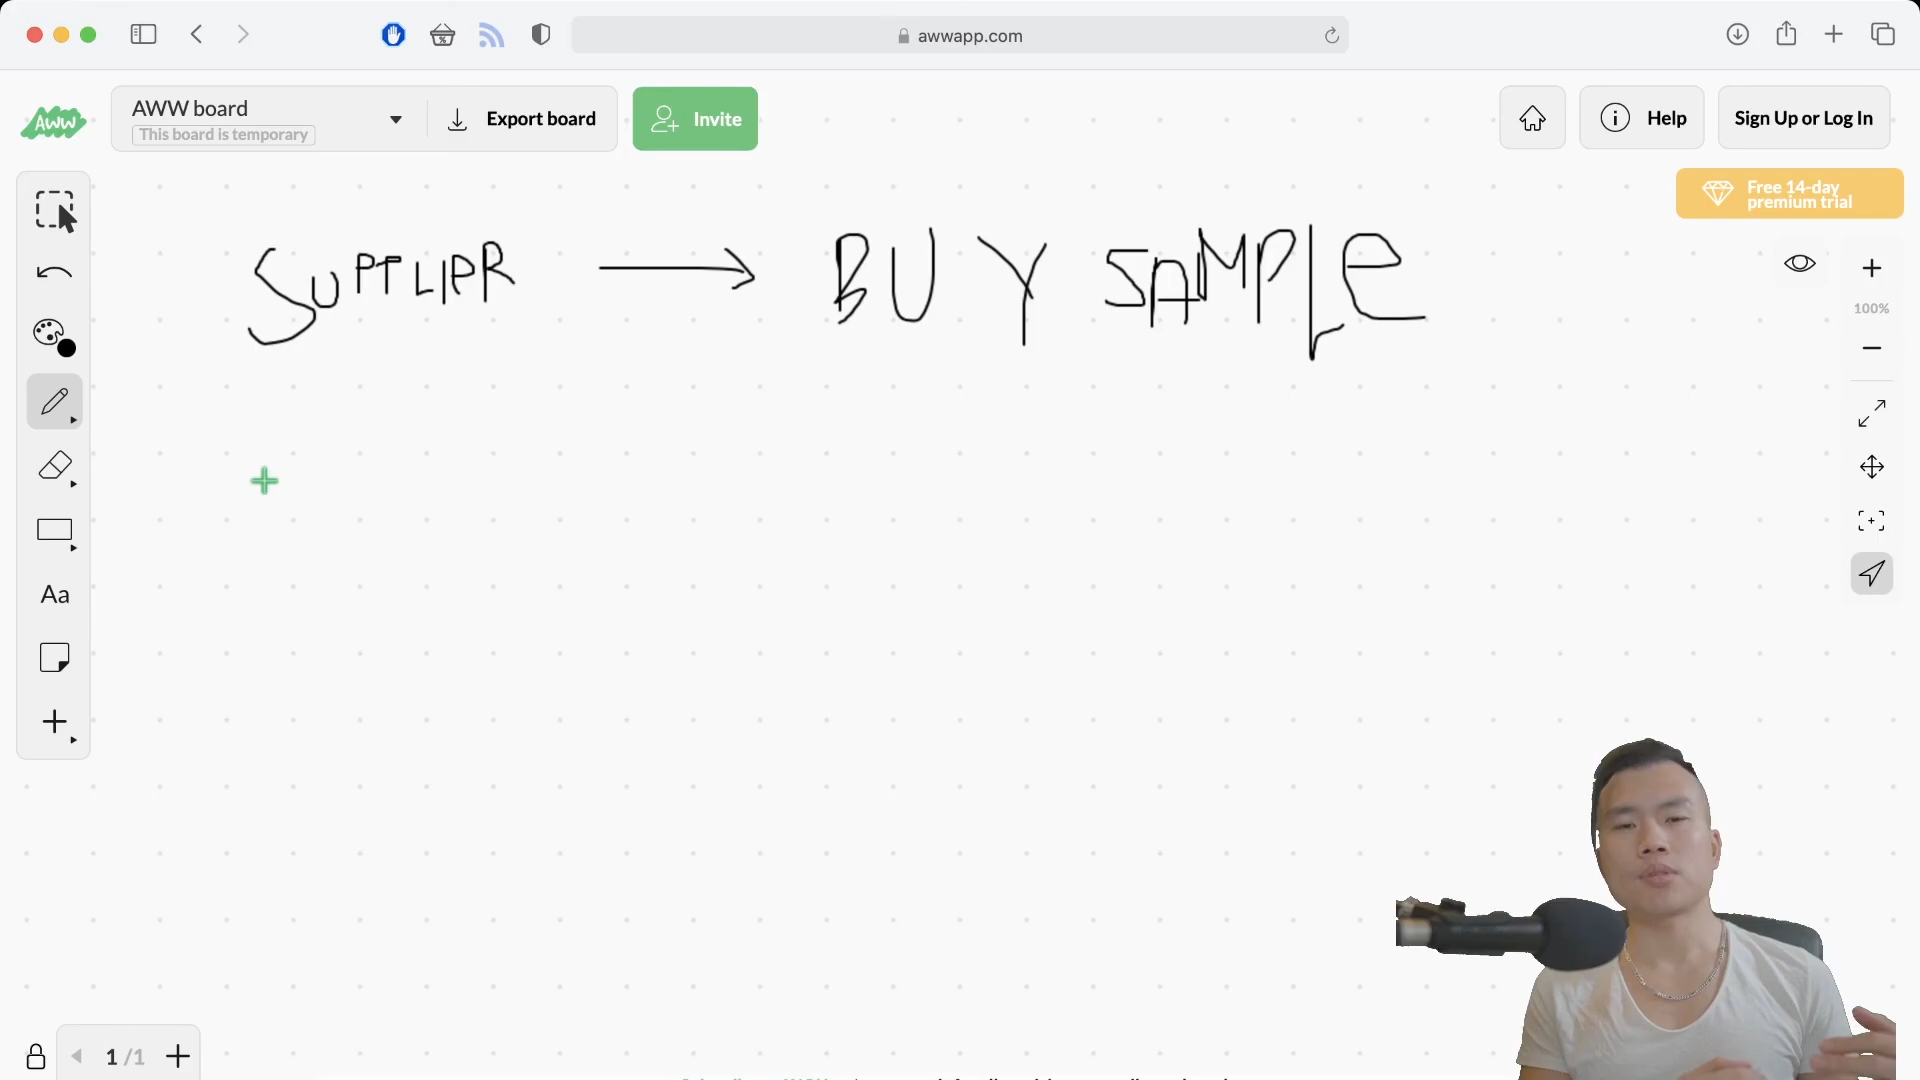 awwapp.com
AWW
AWW board
This board is temporary
Export board
Invite
Help
Sign Up or Log In
Free 14-day
premium trial
SUPPLIER → BUY SAMPLE
100%
Aa
1 /1